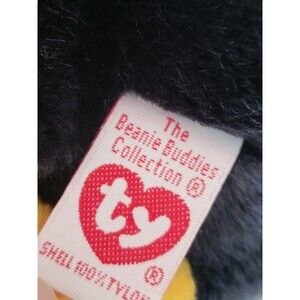 The
Beanie Buddies
Collection ®
ty
®
SHELL 100% TYLON